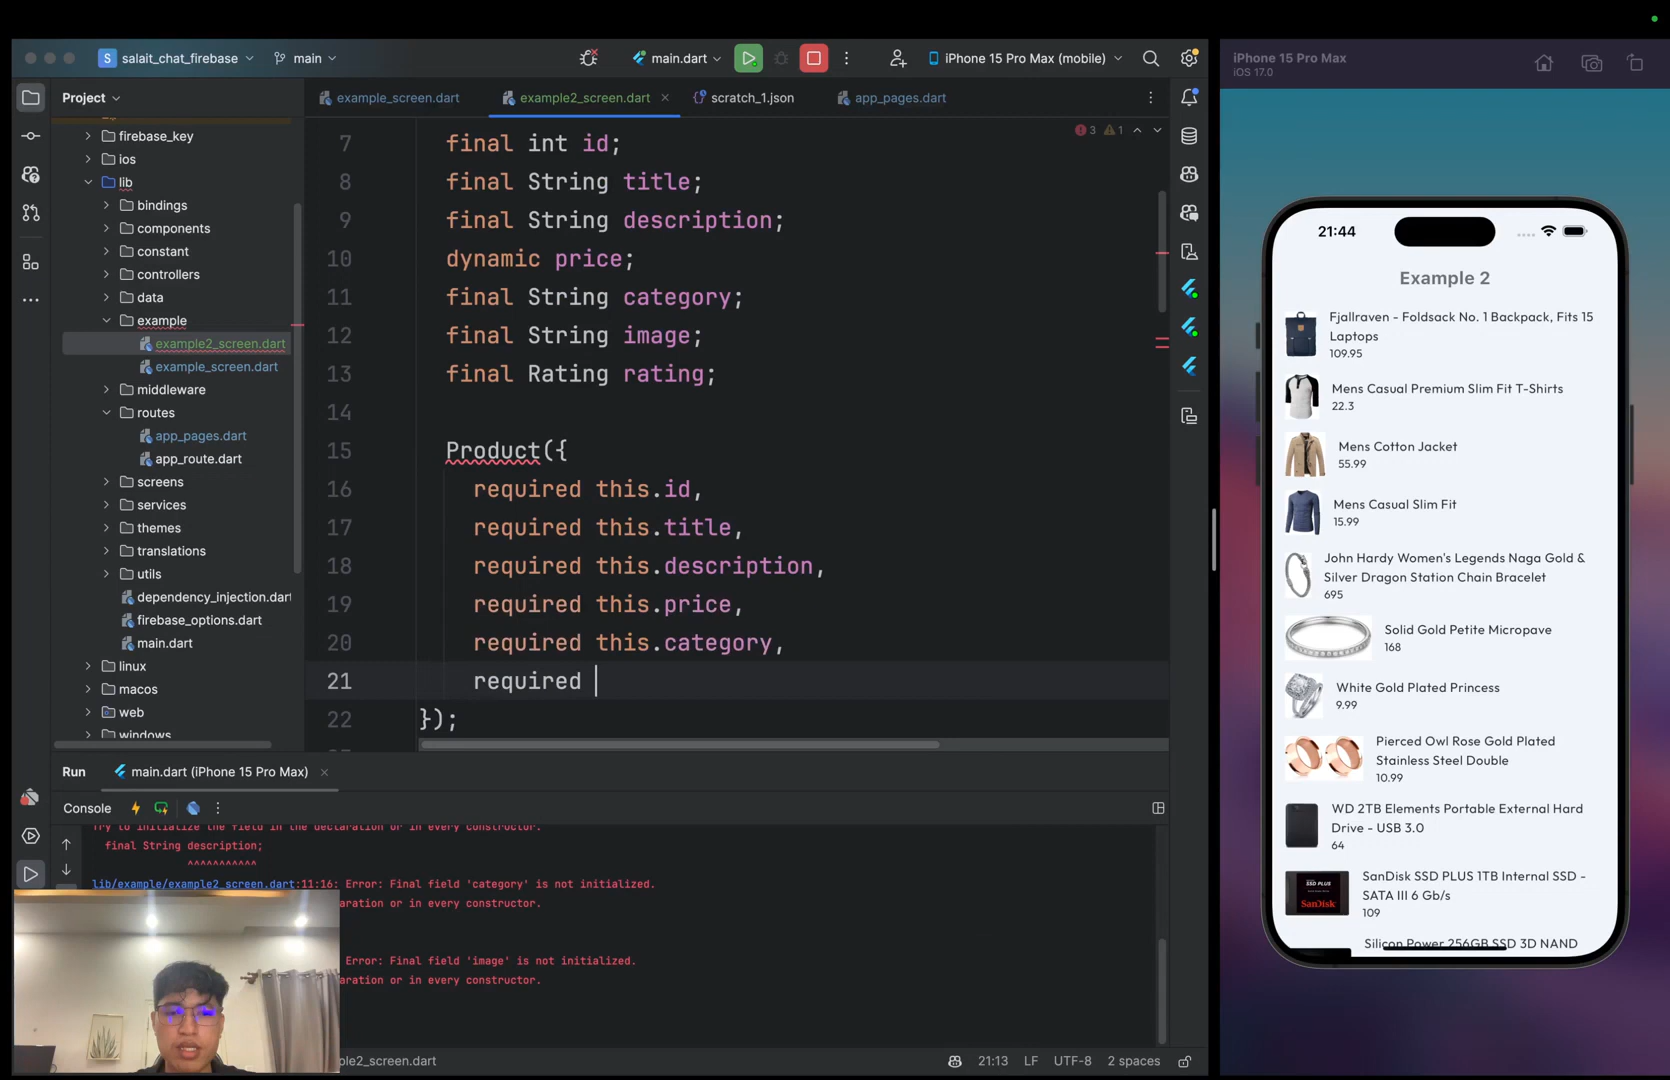 iPhone 15 Pro Max
iOS 17.0
S salait_chat_firebase
main
main.dart
iPhone 15 Pro Max (mobile)
Project
example_screen.dart
example2_screen.dart
scratch_1.json
app_pages.dart
firebase_key
ios
lib
bindings
components
constant
controllers
data
example
example2_screen.dart
example_screen.dart
middleware
routes
app_pages.dart
app_route.dart
screens
services
themes
translations
utils
dependency_injection.dart
firebase_options.dart
main.dart
linux
macos
web
windows
3 1
7 final int id;
8 final String title;
9 final String description;
10 dynamic price;
11 final String category;
12 final String image;
13 final Rating rating;
14
15 Product({
16 required this.id,
17 required this.title,
18 required this.description,
19 required this.price,
20 required this.category,
21 required
22 });
Run
main.dart (iPhone 15 Pro Max)
Console
Try to initialize the field in the declaration or in every constructor.
final String description;
^^^^^^^^^^^
lib/example/example2_screen.dart:11:16: Error: Final field 'category' is not initialized.
aration or in every constructor.
Error: Final field 'image' is not initialized.
aration or in every constructor.
ple2_screen.dart
21:13
LF
UTF-8
2 spaces
21:44
Example 2
Fjallraven - Foldsack No. 1 Backpack, Fits 15
Laptops
109.95
Mens Casual Premium Slim Fit T-Shirts
22.3
Mens Cotton Jacket
55.99
Mens Casual Slim Fit
15.99
John Hardy Women's Legends Naga Gold &
Silver Dragon Station Chain Bracelet
695
Solid Gold Petite Micropave
168
White Gold Plated Princess
9.99
Pierced Owl Rose Gold Plated
Stainless Steel Double
10.99
WD 2TB Elements Portable External Hard
Drive - USB 3.0
64
SanDisk SSD PLUS 1TB Internal SSD -
SATA III 6 Gb/s
109
SSD PLUS
SanDisk
Silicon Power 256GB SSD 3D NAND